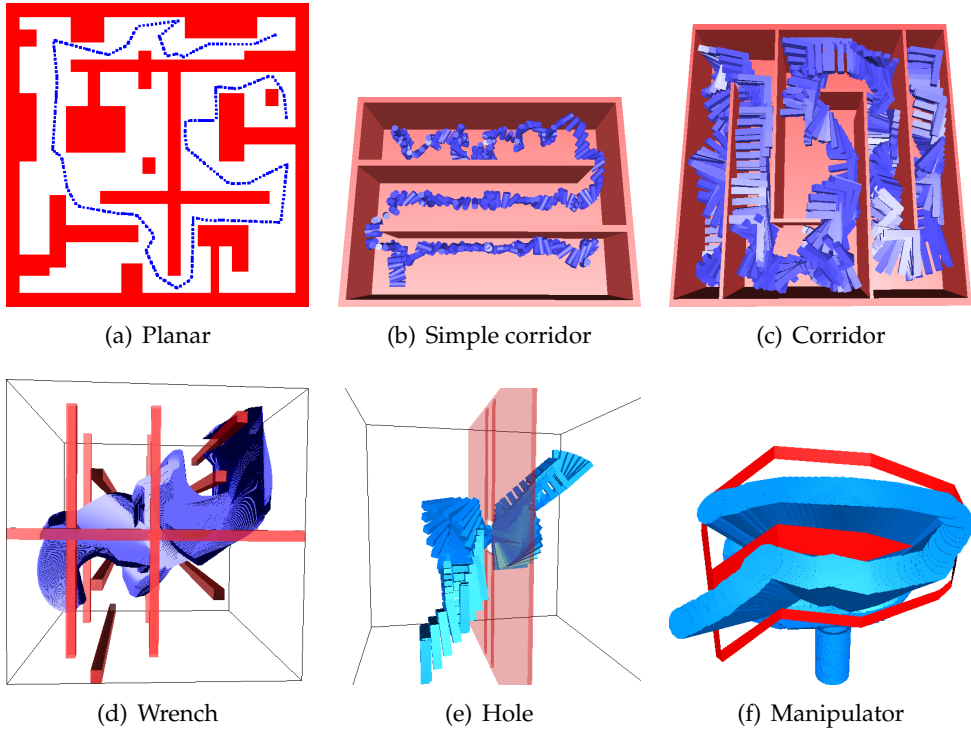 (a) Planar
(b) Simple corridor
(c) Corridor
(d) Wrench
(e) Hole
(f) Manipulator